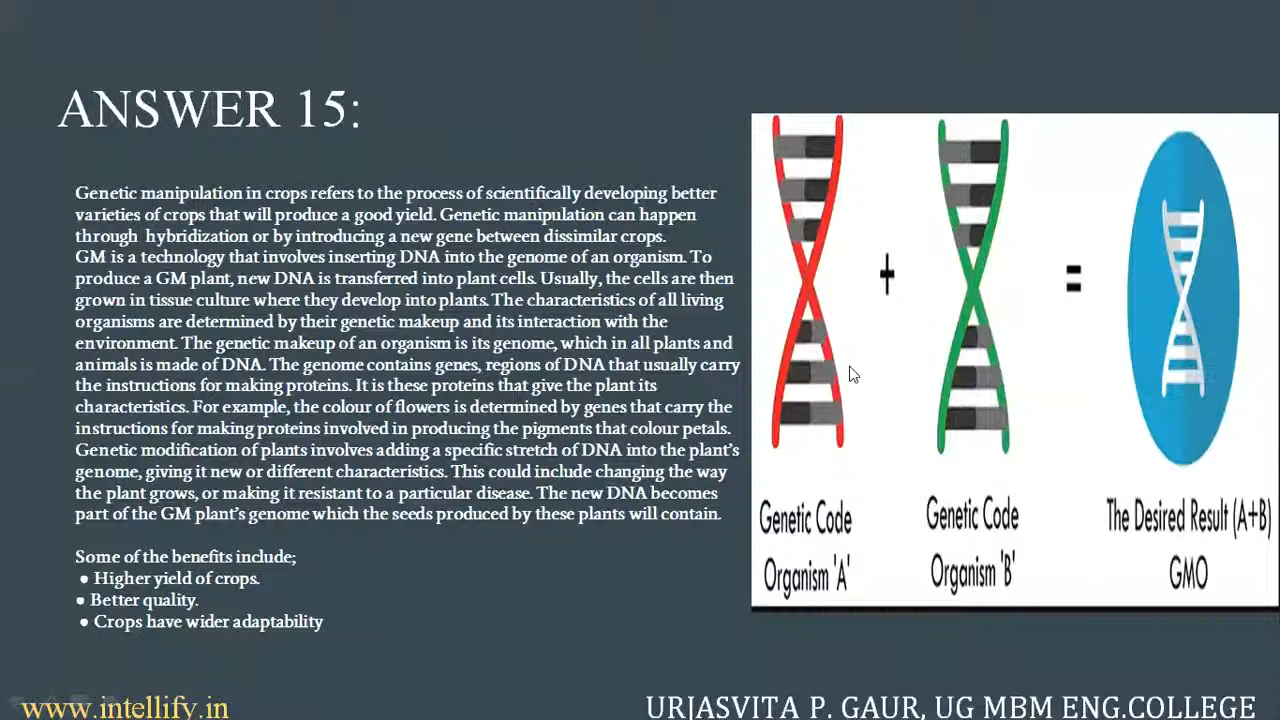 ANSWER 15:
Genetic manipulation in crops refers to the process of scientifically developing better
varieties of crops that will produce a good yield. Genetic manipulation can happen
through hybridization or by introducing a new gene between dissimilar crops.
GM is a technology that involves inserting DNA into the genome of an organism. To
produce a GM plant, new DNA is transferred into plant cells. Usually, the cells are then
grown in tissue culture where they develop into plants. The characteristics of all living
organisms are determined by their genetic makeup and its interaction with the
environment. The genetic makeup of an organism is its genome, which in all plants and
animals is made of DNA. The genome contains genes, regions of DNA that usually carry
the instructions for making proteins. It is these proteins that give the plant its
characteristics. For example, the colour of flowers is determined by genes that carry the
instructions for making proteins involved in producing the pigments that colour petals.
Genetic modification of plants involves adding a specific stretch of DNA into the plant's
genome, giving it new or different characteristics. This could include changing the way
the plant grows, or making it resistant to a particular disease. The new DNA becomes
part of the GM plant's genome which the seeds produced by these plants will contain.
Some of the benefits include;
● Higher yield of crops.
● Better quality.
● Crops have wider adaptability
+
=
Genetic Code
Organism 'A'
Genetic Code
Organism 'B'
The Desired Result (A+B)
GMO
www.intellify.in
URJASVITA P. GAUR, UG MBM ENG.COLLEGE